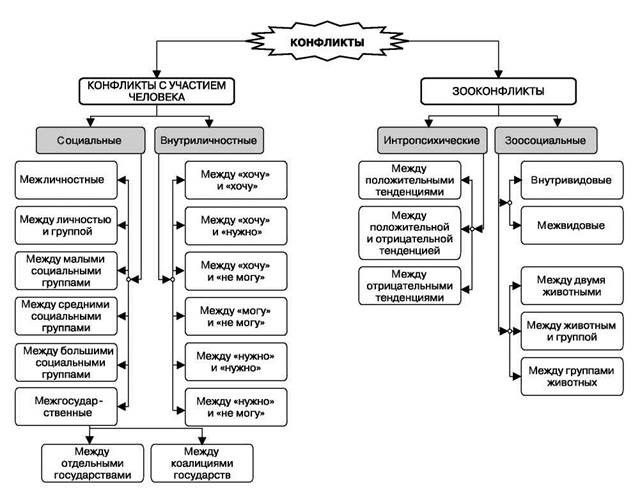 КОНФЛИКТЫ
КОНФЛИКТЫ С УЧАСТИЕМ
ЧЕЛОВЕКА
ЗООКОНФЛИКТЫ
Социальные
Внутриличностные
Интропсихические
Зоосоциальные
Межличностные
Между личностью
и группой
Между малыми
социальными
группами
Между средними
социальными
группами
Между большими
социальными
группами
Межгосудар-
ственные
Между
отдельными
государствами
Между
коалициями
государств
Между «хочу»
и «хочу»
Между «хочу»
и «нужно»
Между «хочу»
и «не могу»
Между «могу»
и «не могу»
Между «нужно»
и «нужно»
Между «нужно»
и «не могу»
Между
положительными
тенденциями
Между
положительной
и отрицательной
тенденцией
Между
отрицательными
тенденциями
Внутривидовые
Межвидовые
Между двумя
животными
Между животным
и группой
Между группами
животных